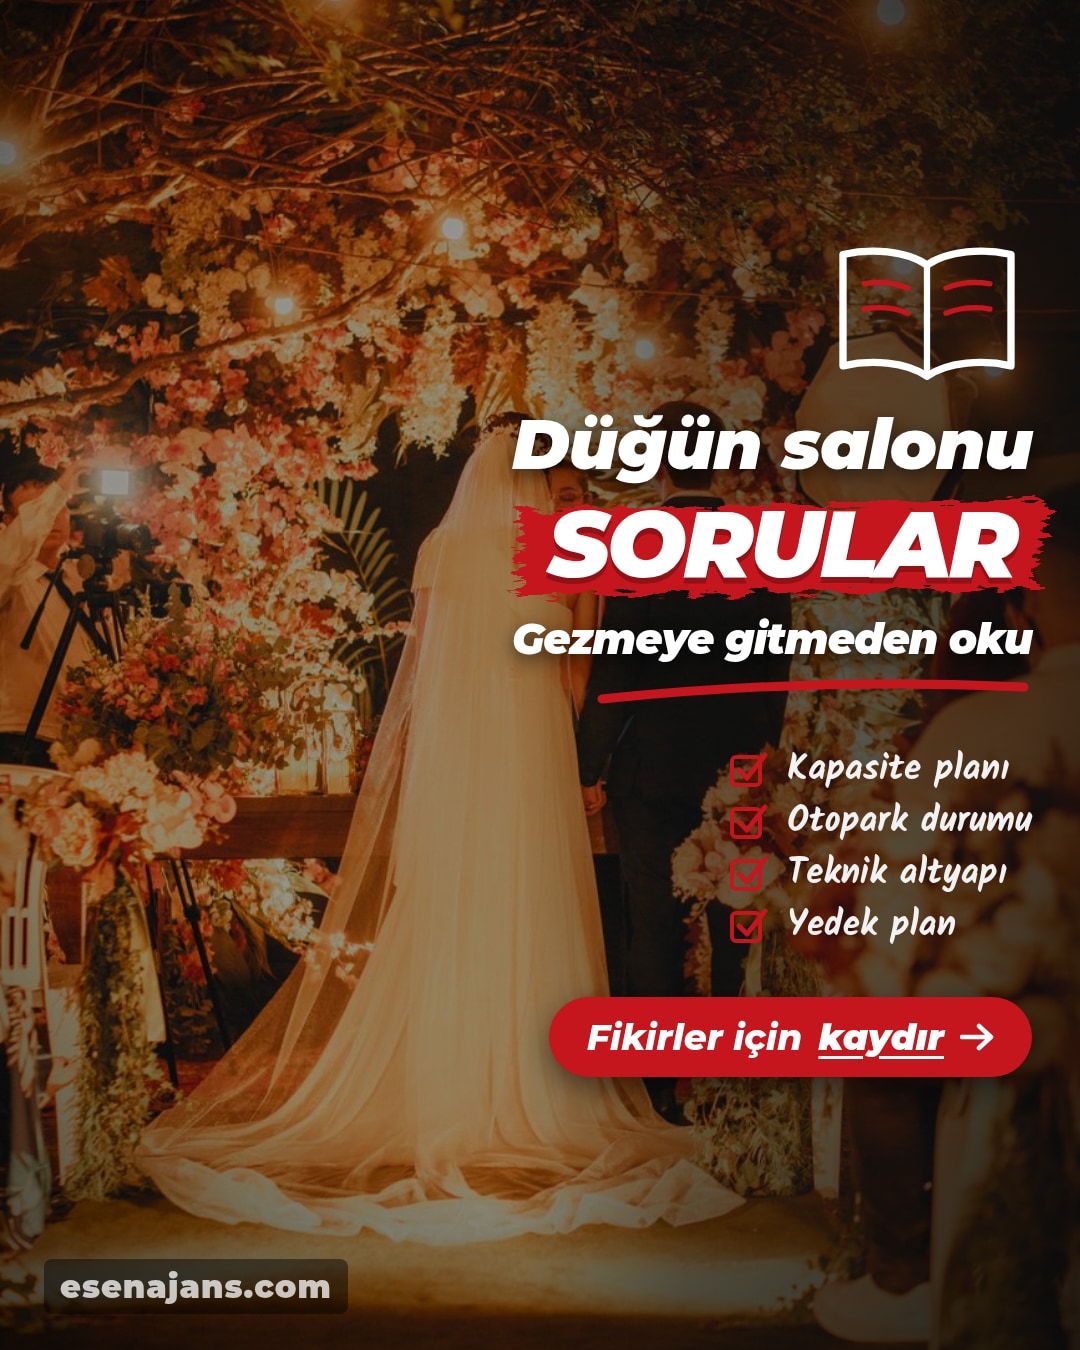 Düğün salonu
SORULAR
Gezmeye gitmeden oku
Kapasite planı
Otopark durumu
Teknik altyapı
Yedek plan
Fikirler için kaydır →
esenajans.com